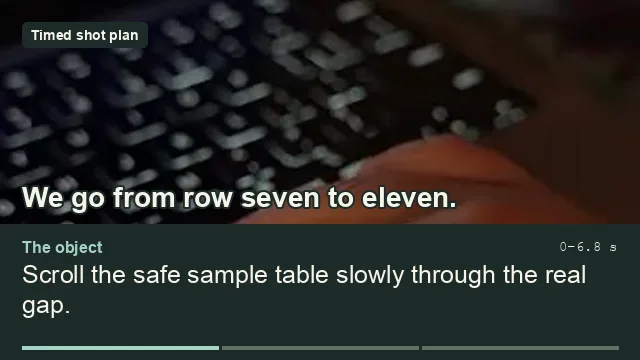 Timed shot plan
We go from row seven to eleven.
The object
0–6.8 s
Scroll the safe sample table slowly through the real
gap.